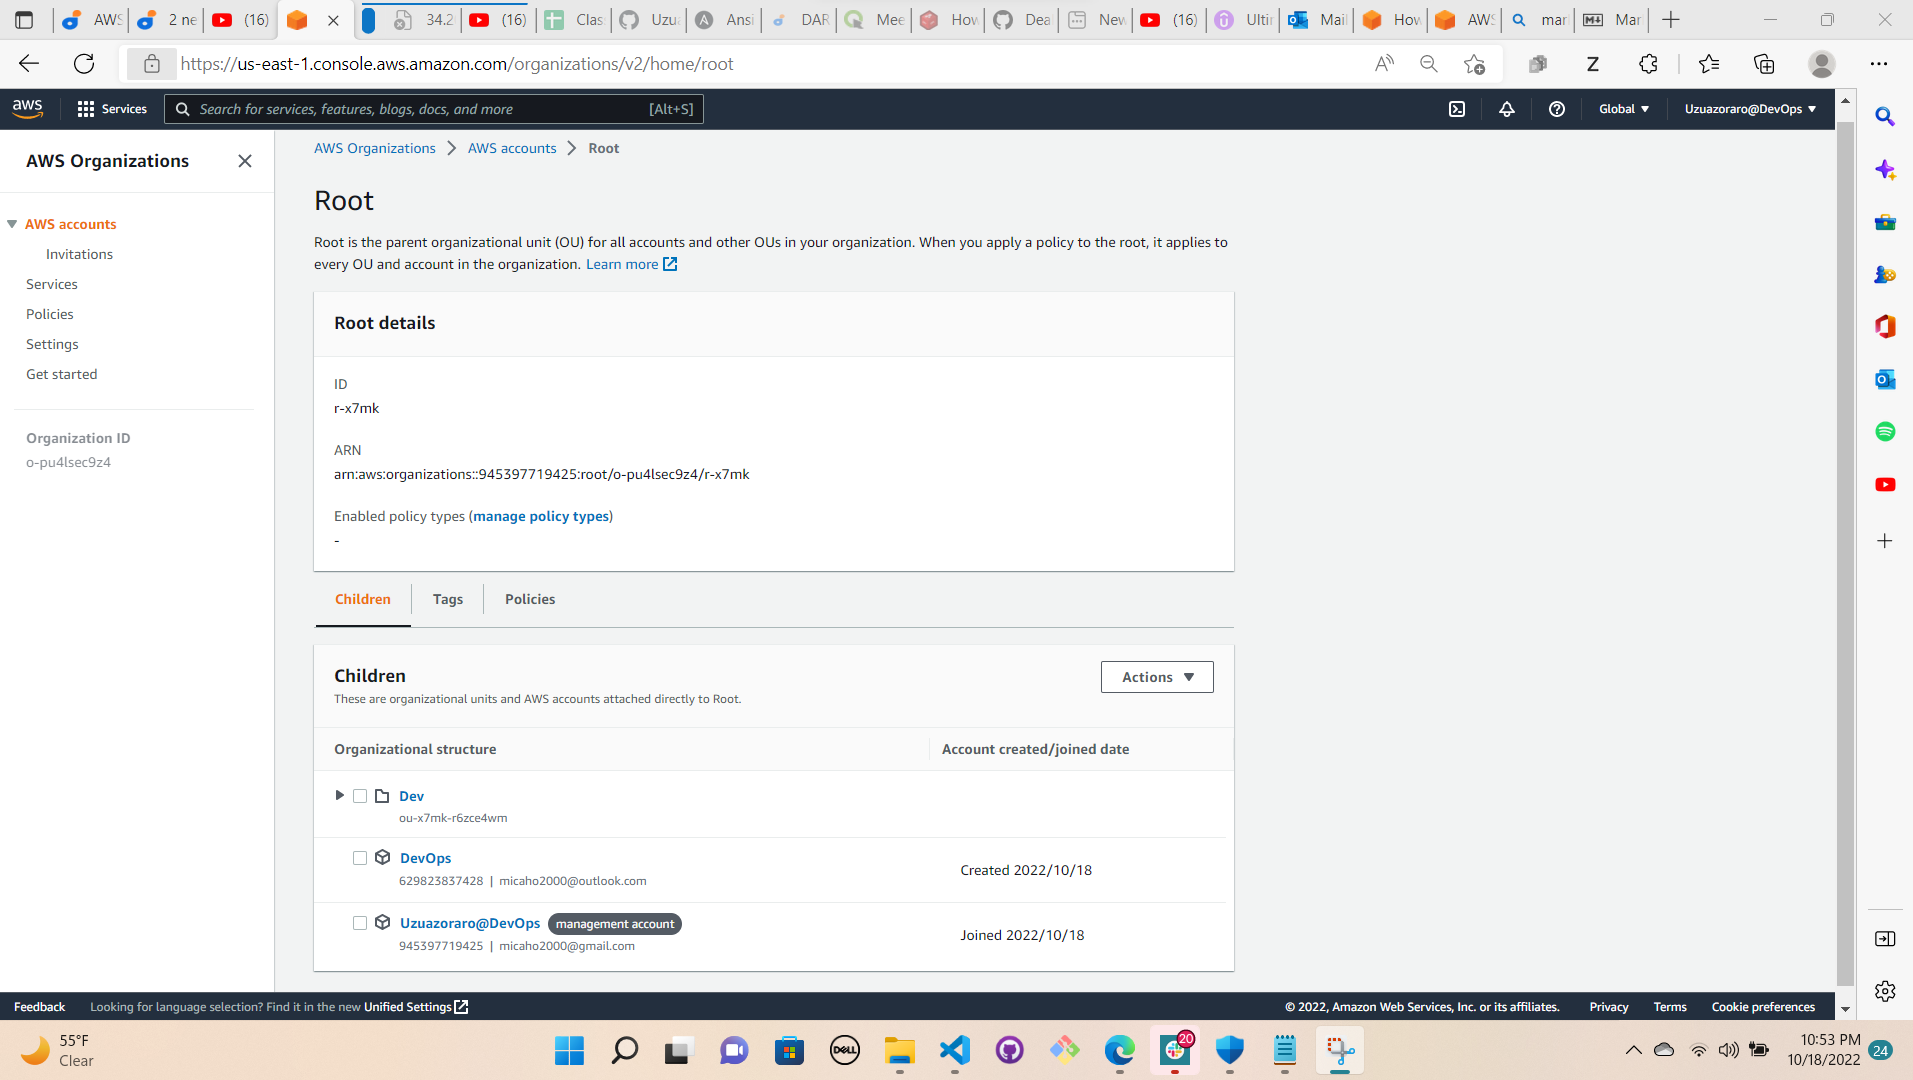 AWS
2 ne
(16)
34.2
(16)
Clas
Uzua
Ansi
DAR
Mee
How
Dea
New
(16)
Ultir
Mail
How
AWS
mar
Mar
https://us-east-1.console.aws.amazon.com/organizations/v2/home/root
aws
Services
Search for services, features, blogs, docs, and more
[Alt+S]
Global
Uzuazoraro@DevOps
AWS Organizations
AWS accounts
Invitations
Services
Policies
Settings
Get started
Organization ID
o-pu4lsec9z4
AWS Organizations > AWS accounts > Root
Root
Root is the parent organizational unit (OU) for all accounts and other OUs in your organization. When you apply a policy to the root, it applies to
every OU and account in the organization. Learn more
Root details
ID
r-x7mk
ARN
arn:aws:organizations::945397719425:root/o-pu4lsec9z4/r-x7mk
Enabled policy types (manage policy types)
-
Children
Tags
Policies
Children
Actions
These are organizational units and AWS accounts attached directly to Root.
Organizational structure
Account created/joined date
Dev
ou-x7mk-r6zce4wm
DevOps
629823837428 | micaho2000@outlook.com
Created 2022/10/18
Uzuazoraro@DevOps management account
945397719425 | micaho2000@gmail.com
Joined 2022/10/18
Feedback
Looking for language selection? Find it in the new Unified Settings
© 2022, Amazon Web Services, Inc. or its affiliates.
Privacy
Terms
Cookie preferences
55°F
Clear
DELL
20
10:53 PM
10/18/2022
24